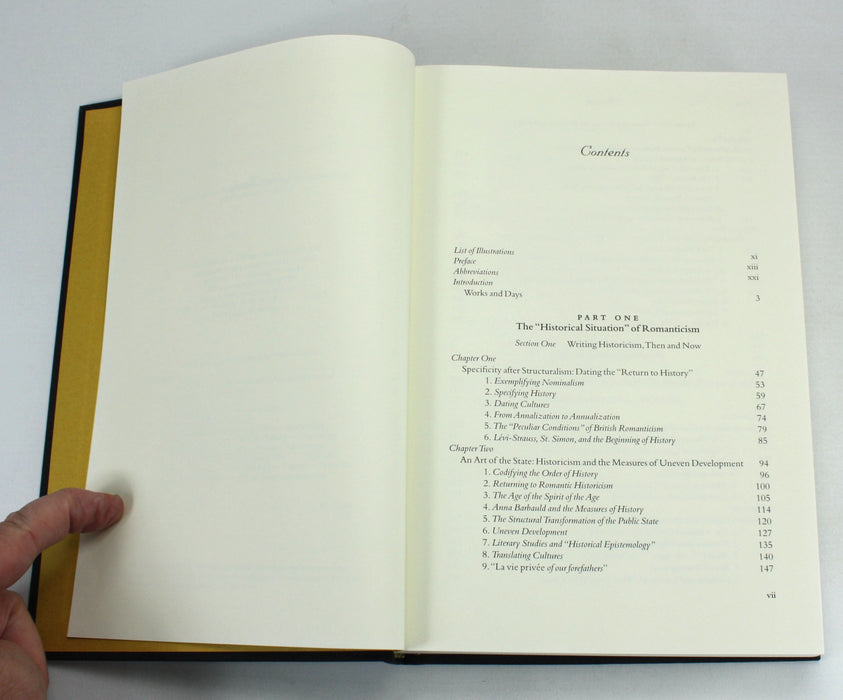 Contents
List of Illustrations xi
Preface xiii
Abbreviations xxi
Introduction
Works and Days 3
PART ONE
The "Historical Situation" of Romanticism
Section One Writing Historicism, Then and Now
Chapter One
Specificity after Structuralism: Dating the "Return to History" 47
1. Exemplifying Nominalism 53
2. Specifying History 59
3. Dating Cultures 67
4. From Annalization to Annualization 74
5. The "Peculiar Conditions" of British Romanticism 79
6. Lévi-Strauss, St. Simon, and the Beginning of History 85
Chapter Two
An Art of the State: Historicism and the Measures of Uneven Development 94
1. Codifying the Order of History 96
2. Returning to Romantic Historicism 100
3. The Age of the Spirit of the Age 105
4. Anna Barbauld and the Measures of History 114
5. The Structural Transformation of the Public State 120
6. Uneven Development 127
7. Literary Studies and "Historical Epistemology" 135
8. Translating Cultures 140
9. "La vie privée of our forefathers" 147
vii